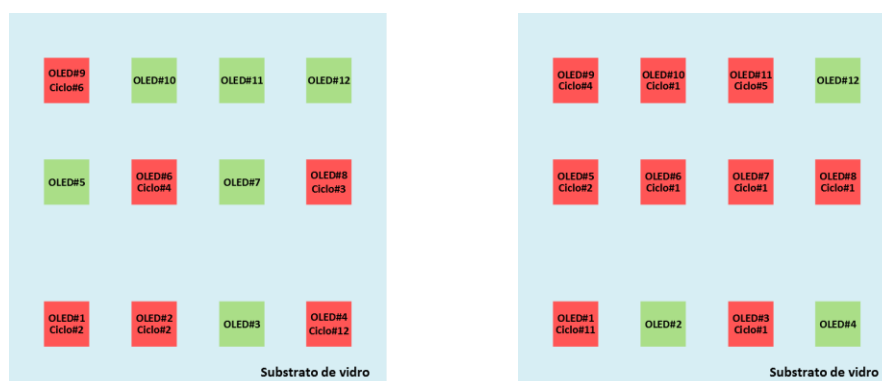 OLED#9
Ciclo#6
OLED#10
OLED#11
OLED#12
OLED#5
OLED#6
Ciclo#4
OLED#7
OLED#8
Ciclo#3
OLED#1
Ciclo#2
OLED#2
Ciclo#2
OLED#3
OLED#4
Ciclo#12
Substrato de vidro
OLED#9
Ciclo#4
OLED#10
Ciclo#1
OLED#11
Ciclo#5
OLED#12
OLED#5
Ciclo#2
OLED#6
Ciclo#1
OLED#7
Ciclo#1
OLED#8
Ciclo#1
OLED#1
Ciclo#11
OLED#2
OLED#3
Ciclo#1
OLED#4
Substrato de vidro